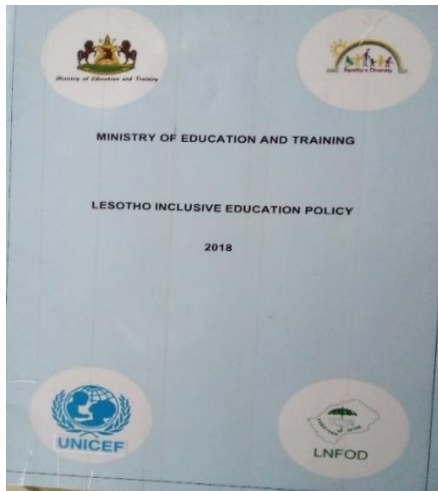 Ministry of Education and Training
Equality & Diversity
MINISTRY OF EDUCATION AND TRAINING
LESOTHO INCLUSIVE EDUCATION POLICY
2018
UNICEF
LNFOD